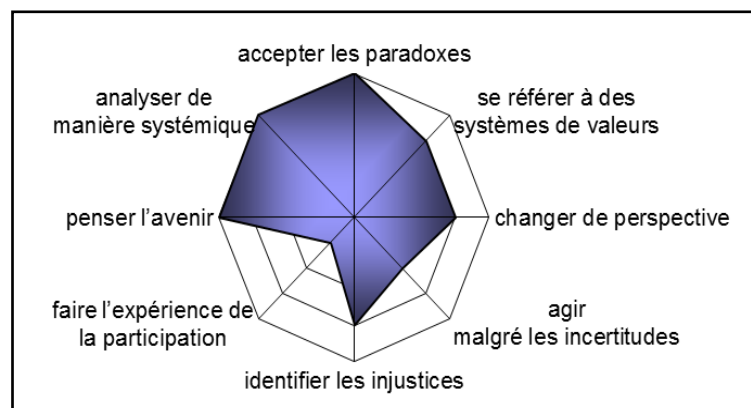 accepter les paradoxes
analyser de
manière systémique
se référer à des
systèmes de valeurs
penser l'avenir
changer de perspective
faire l'expérience de
la participation
agir
malgré les incertitudes
identifier les injustices